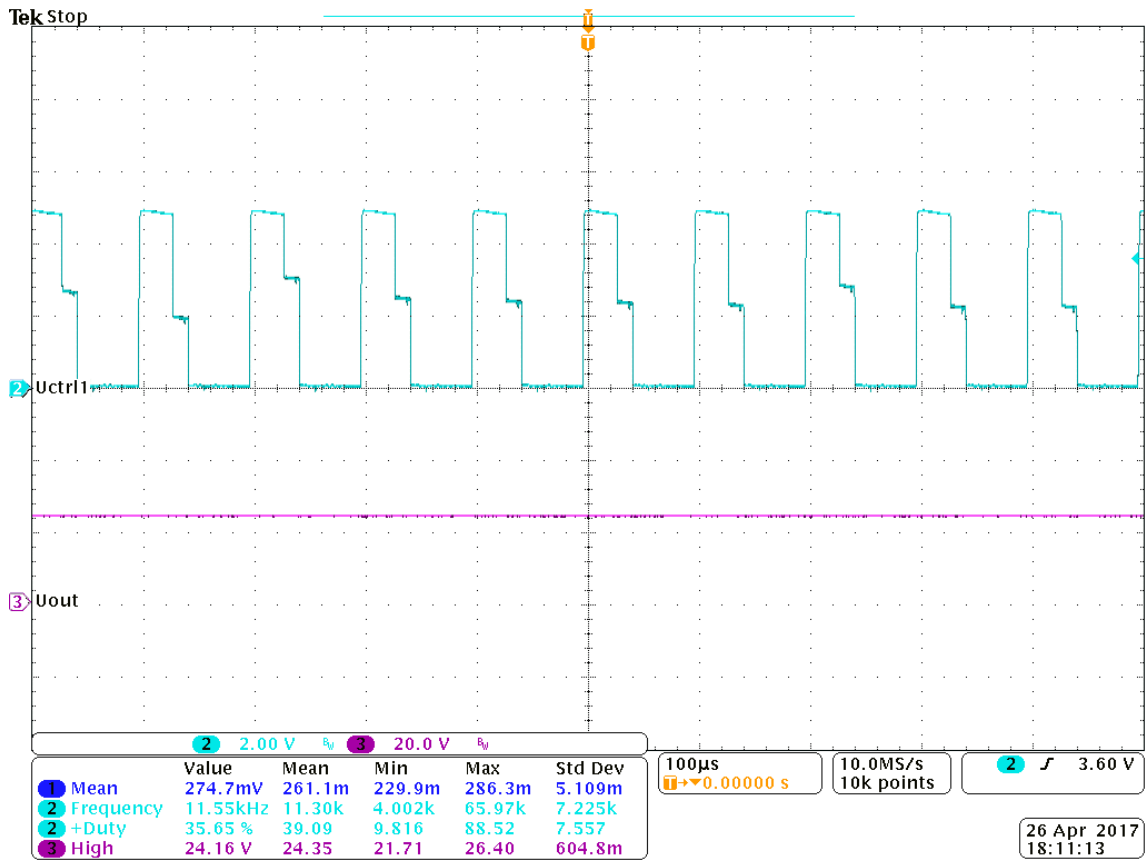 Tek Stop
T
T
2 Uctrl1
3 Uout
2 2.00 V BW 3 20.0 V BW
Value Mean Min Max Std Dev
1 Mean 274.7mV 261.1m 229.9m 286.3m 5.109m
2 Frequency 11.55kHz 11.30k 4.002k 65.97k 7.225k
2 +Duty 35.65 % 39.09 9.816 88.52 7.557
3 High 24.16 V 24.35 21.71 26.40 604.8m
100μs
T→▼0.00000 s
10.0MS/s
10k points
2 3.60 V
26 Apr 2017
18:11:13